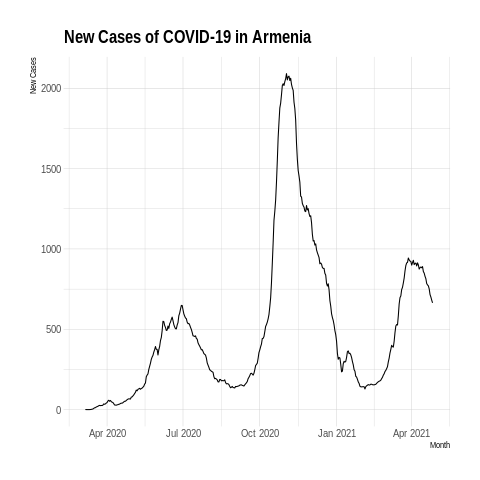 New Cases of COVID-19 in Armenia
New Cases
2000
1500
1000
500
0
Apr 2020 Jul 2020 Oct 2020 Jan 2021 Apr 2021
Month